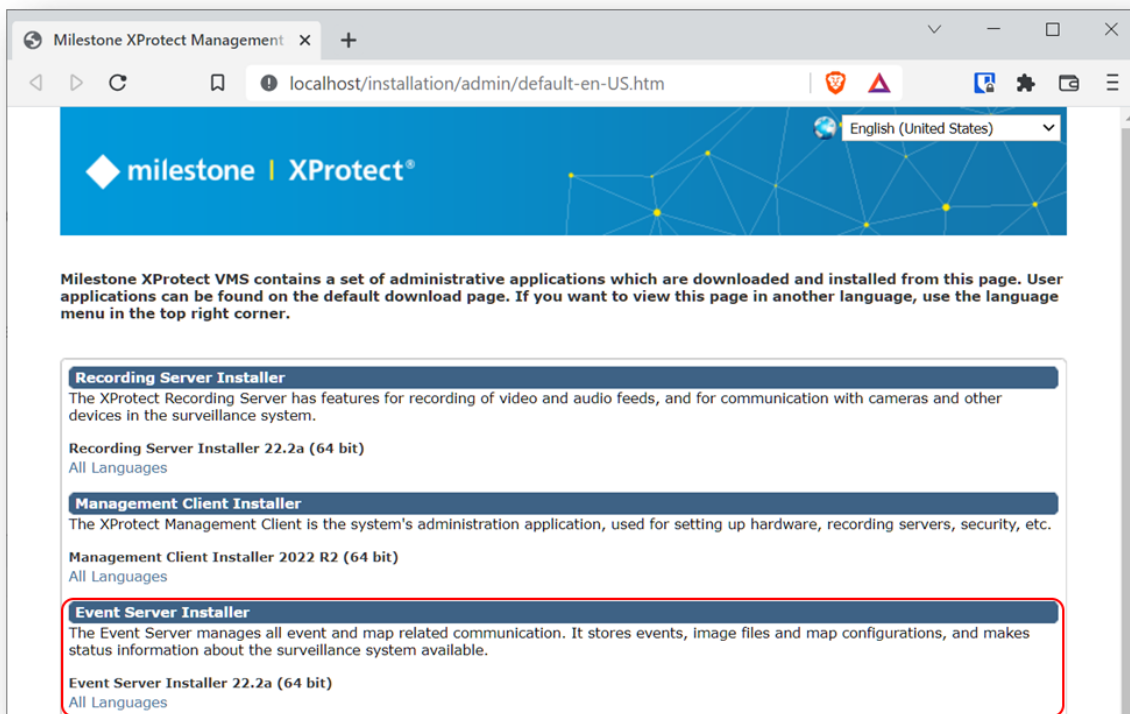 Milestone XProtect Management
localhost/installation/admin/default-en-US.htm
English (United States)
milestone | XProtect®
Milestone XProtect VMS contains a set of administrative applications which are downloaded and installed from this page. User
applications can be found on the default download page. If you want to view this page in another language, use the language
menu in the top right corner.
Recording Server Installer
The XProtect Recording Server has features for recording of video and audio feeds, and for communication with cameras and other
devices in the surveillance system.
Recording Server Installer 22.2a (64 bit)
All Languages
Management Client Installer
The XProtect Management Client is the system's administration application, used for setting up hardware, recording servers, security, etc.
Management Client Installer 2022 R2 (64 bit)
All Languages
Event Server Installer
The Event Server manages all event and map related communication. It stores events, image files and map configurations, and makes
status information about the surveillance system available.
Event Server Installer 22.2a (64 bit)
All Languages